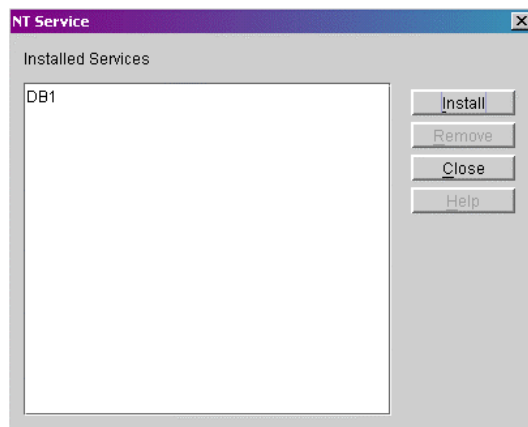 NT Service
Installed Services
DB1
Install
Remove
Close
Help